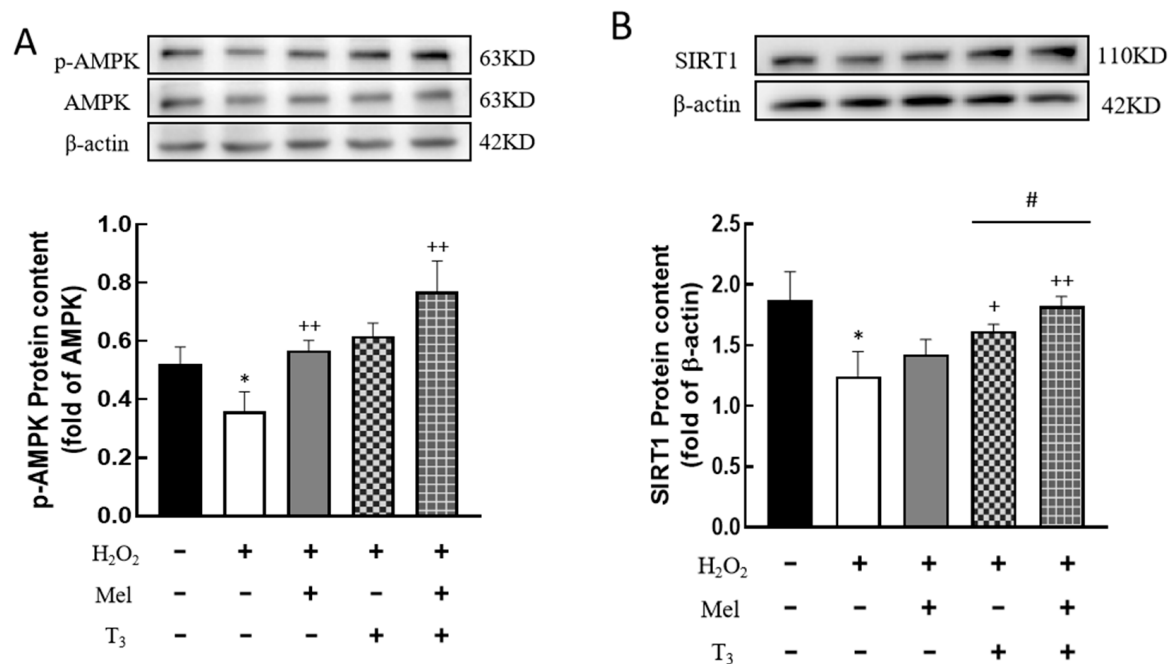 A
p-AMPK 63KD
AMPK 63KD
β-actin 42KD
p-AMPK Protein content
(fold of AMPK)
1.0
0.8
0.6
0.4
0.2
0.0
* ++ ++
H₂O₂ - + + + +
Mel - - + - +
T₃ - - - + +
B
SIRT1 110KD
β-actin 42KD
SIRT1 Protein content
(fold of β-actin)
2.5
2.0
1.5
1.0
0.5
0.0
#
* + ++
H₂O₂ - + + + +
Mel - - + - +
T₃ - - - + +